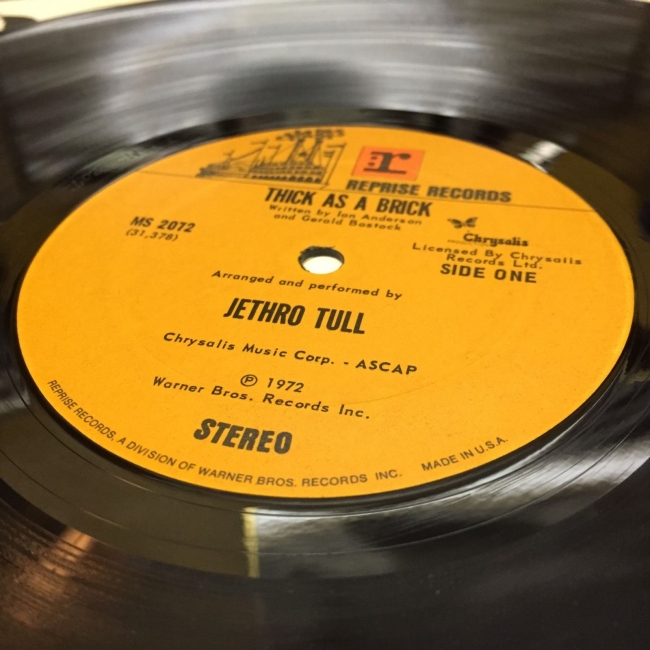 r
REPRISE RECORDS
THICK AS A BRICK
Written by Ian Anderson
and Gerald Bostock
MS 2072
(31,378)
Chrysalis
Licensed By Chrysalis
Records Ltd.
SIDE ONE
Arranged and performed by
JETHRO TULL
Chrysalis Music Corp. - ASCAP
℗ 1972
Warner Bros. Records Inc.
STEREO
REPRISE RECORDS, A DIVISION OF WARNER BROS. RECORDS INC. MADE IN U.S.A.